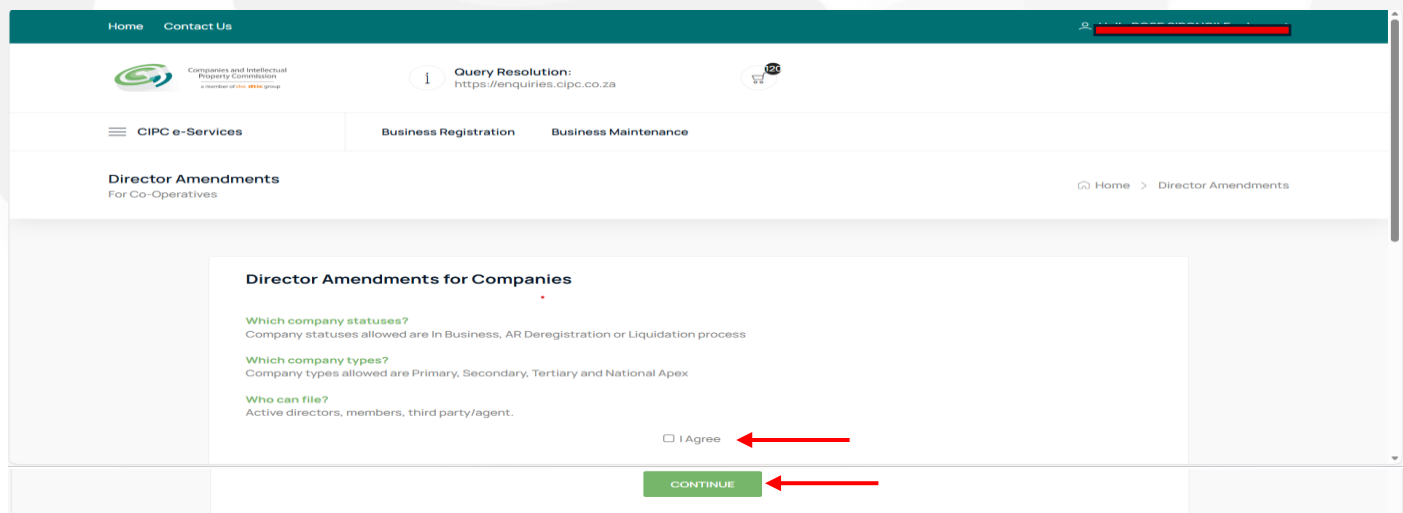 Home Contact Us
Companies and Intellectual
Property Commission
a member of the dtic group
i
Query Resolution:
https://enquiries.cipc.co.za
120
CIPC e-Services
Business Registration
Business Maintenance
Director Amendments
For Co-Operatives
Home > Director Amendments
Director Amendments for Companies
Which company statuses?
Company statuses allowed are In Business, AR Deregistration or Liquidation process
Which company types?
Company types allowed are Primary, Secondary, Tertiary and National Apex
Who can file?
Active directors, members, third party/agent.
I Agree
CONTINUE